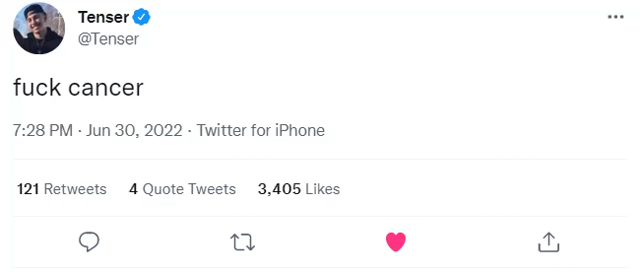 Tenser
@Tenser
fuck cancer
7:28 PM · Jun 30, 2022 · Twitter for iPhone
121 Retweets 4 Quote Tweets 3,405 Likes